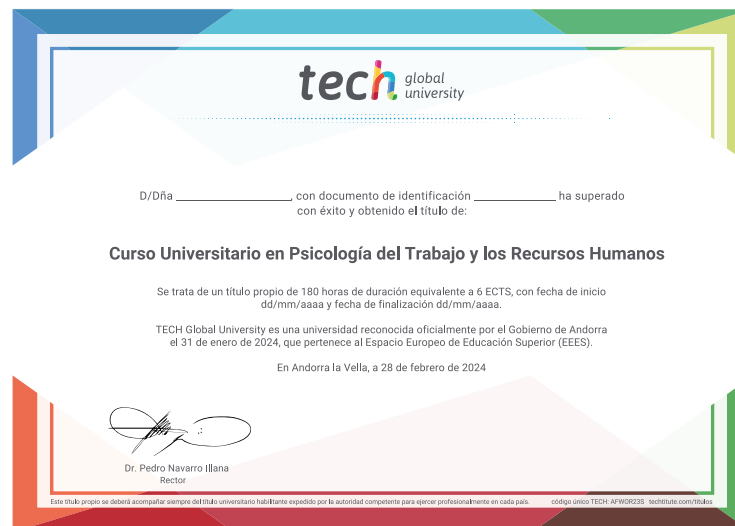 tech global university
D/Dña ______________, con documento de identificación __________ ha superado
con éxito y obtenido el título de:
Curso Universitario en Psicología del Trabajo y los Recursos Humanos
Se trata de un título propio de 180 horas de duración equivalente a 6 ECTS, con fecha de inicio
dd/mm/aaaa y fecha de finalización dd/mm/aaaa.
TECH Global University es una universidad reconocida oficialmente por el Gobierno de Andorra
el 31 de enero de 2024, que pertenece al Espacio Europeo de Educación Superior (EEES).
En Andorra la Vella, a 28 de febrero de 2024
Dr. Pedro Navarro Illana
Rector
Este título propio se deberá acompañar siempre del título universitario habilitante expedido por la autoridad competente para ejercer profesionalmente en cada país. código único TECH: AFWOR23S techtitute.com/titulos